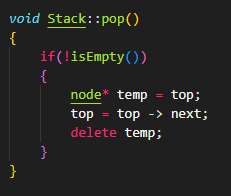 void Stack::pop()
{
    if(!isEmpty())
    {
        node* temp = top;
        top = top -> next;
        delete temp;
    }
}